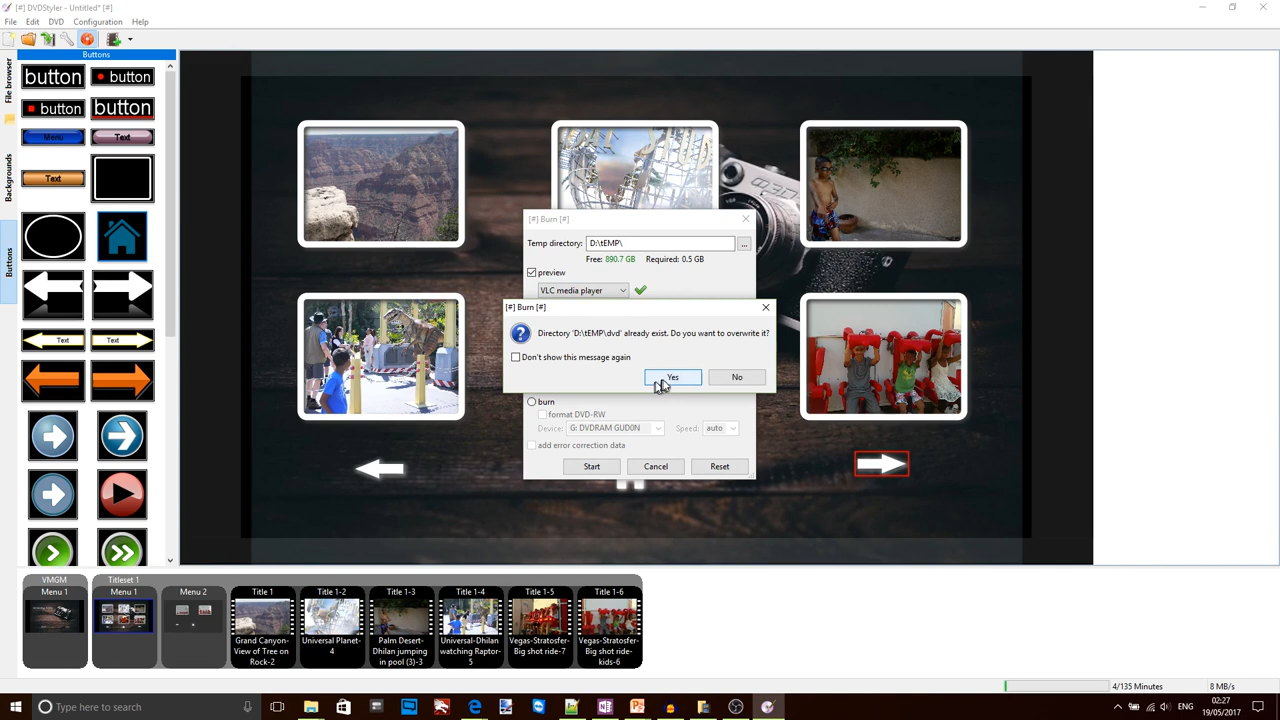 [#] DVDStyler - Untitled* [#]
File Edit DVD Configuration Help
Buttons
File browser
Backgrounds
Buttons
button
button
button
button
Menu
Text
Text
Text
Text
[#] Burn [#]
Temp directory: D:\tEMP\ ...
Free: 890.7 GB Required: 0.5 GB
preview
VLC media player
[#] Burn [#]
Directory 'D:\tEMP\dvd' already exist. Do you want to overwrite it?
Don't show this message again
Yes No
burn
format DVD-RW
Device: G: DVDRAM GUD0N Speed: auto
add error correction data
Start Cancel Reset
VMGM
Menu 1
Titleset 1
Menu 1
Menu 2
Title 1
Grand Canyon-
View of Tree on
Rock-2
Title 1-2
Universal Planet-
4
Title 1-3
Palm Desert-
Dhilan jumping
in pool (3)-3
Title 1-4
Universal-Dhilan
watching Raptor-
5
Title 1-5
Vegas-Stratosfer-
Big shot ride-7
Title 1-6
Vegas-Stratosfer-
Big shot ride-
kids-6
4/135 Minutes 8 MB/s
Type here to search
ENG
02:27
19/05/2017